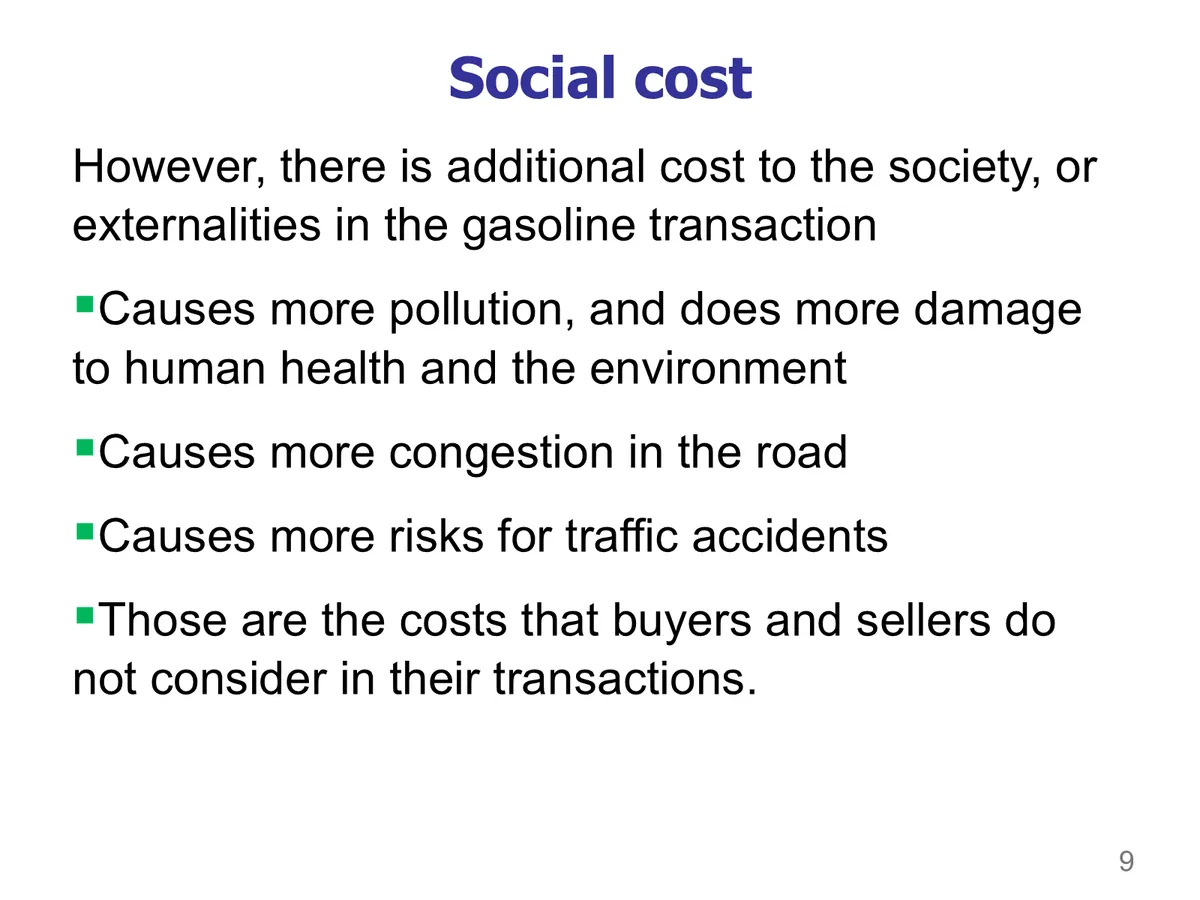 Social cost
However, there is additional cost to the society, or
externalities in the gasoline transaction
▪Causes more pollution, and does more damage
to human health and the environment
▪Causes more congestion in the road
▪Causes more risks for traffic accidents
▪Those are the costs that buyers and sellers do
not consider in their transactions.
9